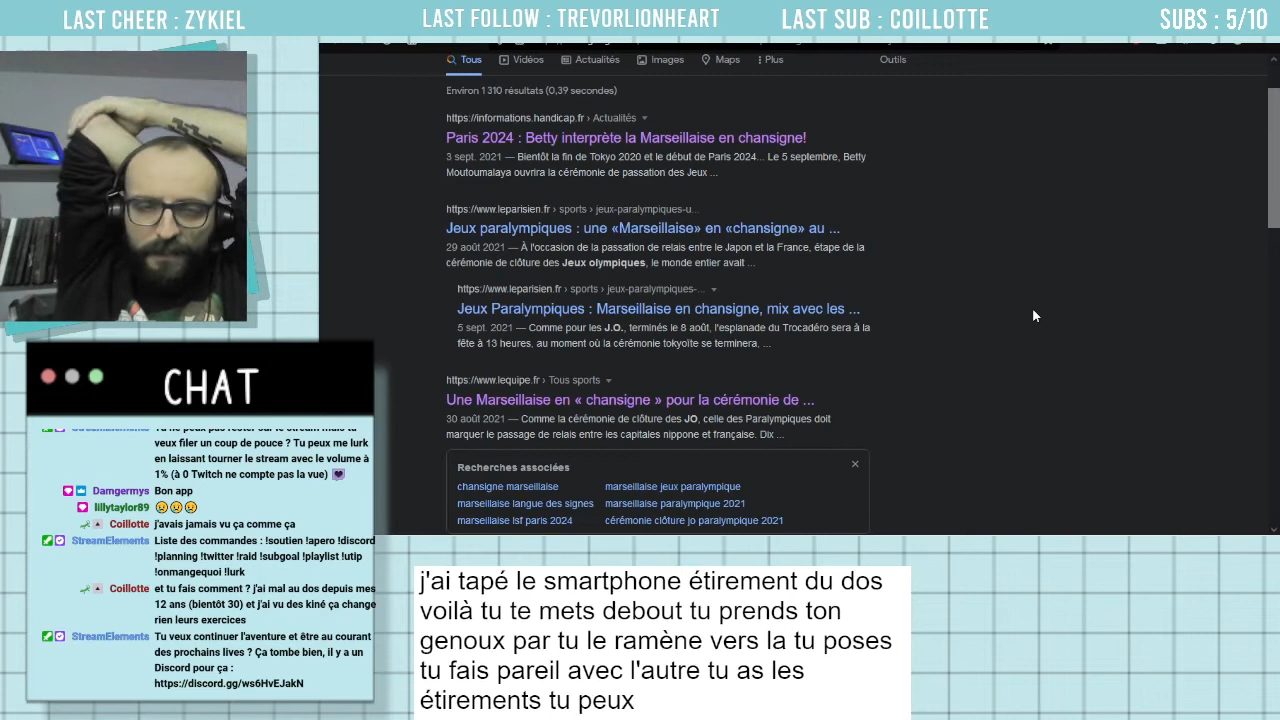 LAST CHEER : ZYKIEL
LAST FOLLOW : TREVORLIONHEART
LAST SUB : COILLOTTE
SUBS : 5/10
Tous
Vidéos
Actualités
Images
Maps
Plus
Outils
Environ 1 310 résultats (0,39 secondes)
https://informations.handicap.fr › Actualités
Paris 2024 : Betty interprète la Marseillaise en chansigne!
3 sept. 2021 — Bientôt la fin de Tokyo 2020 et le début de Paris 2024... Le 5 septembre, Betty
Moutoumalaya ouvrira la cérémonie de passation des Jeux ...
https://www.leparisien.fr › sports › jeux-paralympiques-u...
Jeux paralympiques : une «Marseillaise» en «chansigne» au ...
29 août 2021 — À l'occasion de la passation de relais entre le Japon et la France, étape de la
cérémonie de clôture des Jeux olympiques, le monde entier avait ...
https://www.leparisien.fr › sports › jeux-paralympiques-...
Jeux Paralympiques : Marseillaise en chansigne, mix avec les ...
5 sept. 2021 — Comme pour les J.O., terminés le 8 août, l'esplanade du Trocadéro sera à la
fête à 13 heures, au moment où la cérémonie tokyoïte se terminera, ...
https://www.lequipe.fr › Tous sports
Une Marseillaise en « chansigne » pour la cérémonie de ...
30 août 2021 — Comme la cérémonie de clôture des JO, celle des Paralympiques doit
marquer le passage de relais entre les capitales nippone et française. Dix ...
Recherches associées
chansigne marseillaise
marseillaise jeux paralympique
marseillaise langue des signes
marseillaise paralympique 2021
marseillaise lsf paris 2024
cérémonie clôture jo paralympique 2021
CHAT
StreamElements Tu ne peux pas rester sur le stream mais tu
veux filer un coup de pouce ? Tu peux me lurk
en laissant tourner le stream avec le volume à
1% (à 0 Twitch ne compte pas la vue)
Damgermys Bon app
lillytaylor89
Coillotte j'avais jamais vu ça comme ça
StreamElements Liste des commandes : !soutien !apero !discord
!planning !twitter !raid !subgoal !playlist !utip
!onmangequoi !lurk
Coillotte et tu fais comment ? j'ai mal au dos depuis mes
12 ans (bientôt 30) et j'ai vu des kiné ça change
rien leurs exercices
StreamElements Tu veux continuer l'aventure et être au courant
des prochains lives ? Ça tombe bien, il y a un
Discord pour ça :
https://discord.gg/ws6HvEJakN
j'ai tapé le smartphone étirement du dos
voilà tu te mets debout tu prends ton
genoux par tu le ramène vers la tu poses
tu fais pareil avec l'autre tu as les
étirements tu peux